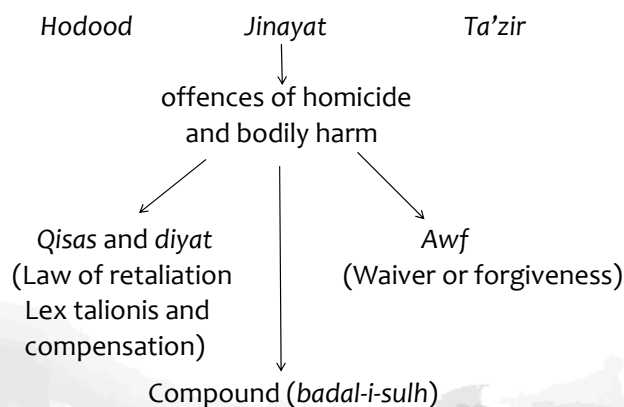 Hodood Jinayat Ta’zir
offences of homicide
and bodily harm
Qisas and diyat
(Law of retaliation
Lex talionis and
compensation)
Awf
(Waiver or forgiveness)
Compound (badal-i-sulh)